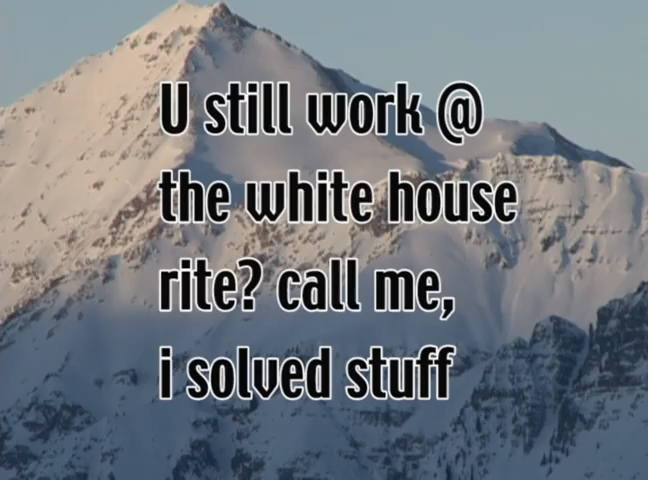 U still work @
the white house
rite? call me,
i solved stuff